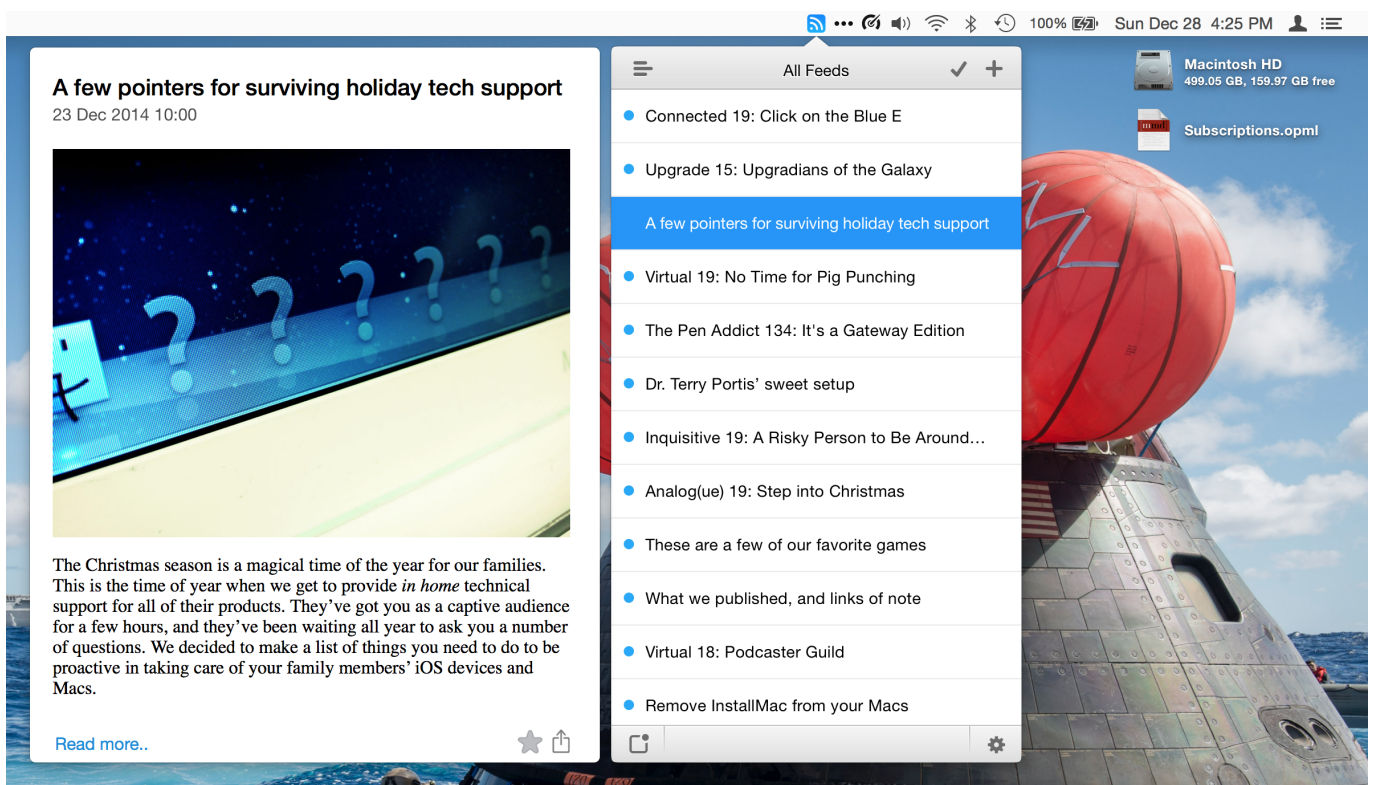 100% Sun Dec 28 4:25 PM
A few pointers for surviving holiday tech support
23 Dec 2014 10:00
The Christmas season is a magical time of the year for our families.
This is the time of year when we get to provide in home technical
support for all of their products. They’ve got you as a captive audience
for a few hours, and they’ve been waiting all year to ask you a number
of questions. We decided to make a list of things you need to do to be
proactive in taking care of your family members’ iOS devices and
Macs.
Read more..
All Feeds
Connected 19: Click on the Blue E
Upgrade 15: Upgradians of the Galaxy
A few pointers for surviving holiday tech support
Virtual 19: No Time for Pig Punching
The Pen Addict 134: It's a Gateway Edition
Dr. Terry Portis’ sweet setup
Inquisitive 19: A Risky Person to Be Around…
Analog(ue) 19: Step into Christmas
These are a few of our favorite games
What we published, and links of note
Virtual 18: Podcaster Guild
Remove InstallMac from your Macs
Macintosh HD
499.05 GB, 159.97 GB free
Subscriptions.opml